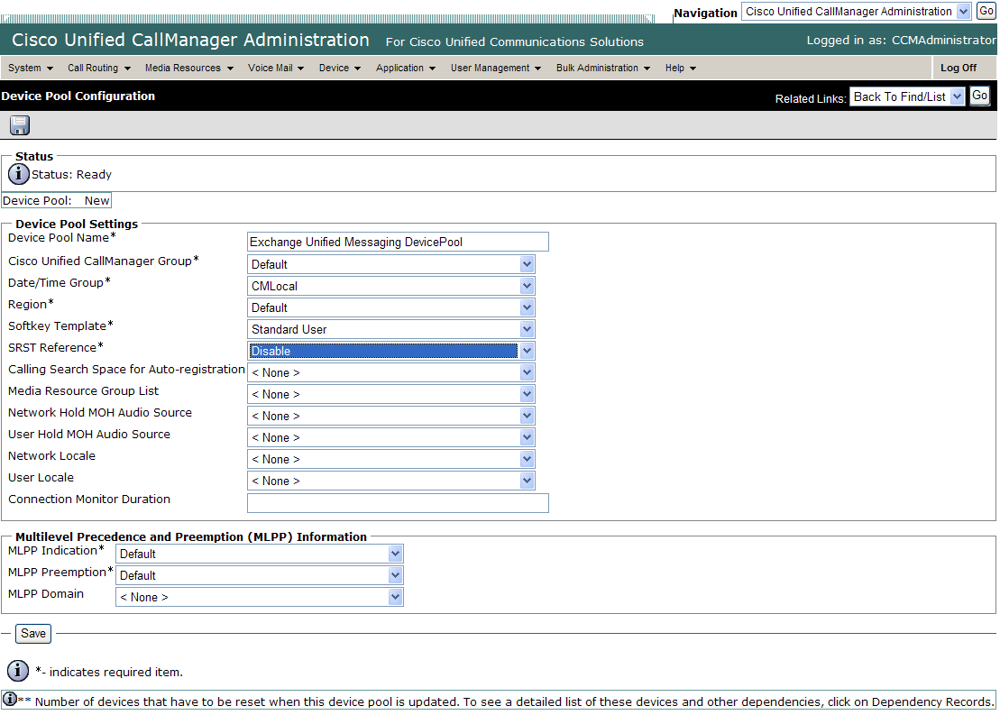 Navigation Cisco Unified CallManager Administration Go
Cisco Unified CallManager Administration For Cisco Unified Communications Solutions Logged in as: CCMAdministrator
System Call Routing Media Resources Voice Mail Device Application User Management Bulk Administration Help Log Off
Device Pool Configuration Related Links: Back To Find/List Go
Status
Status: Ready
Device Pool: New
Device Pool Settings
Device Pool Name* Exchange Unified Messaging DevicePool
Cisco Unified CallManager Group* Default
Date/Time Group* CMLocal
Region* Default
Softkey Template* Standard User
SRST Reference* Disable
Calling Search Space for Auto-registration < None >
Media Resource Group List < None >
Network Hold MOH Audio Source < None >
User Hold MOH Audio Source < None >
Network Locale < None >
User Locale < None >
Connection Monitor Duration
Multilevel Precedence and Preemption (MLPP) Information
MLPP Indication* Default
MLPP Preemption* Default
MLPP Domain < None >
Save
*- indicates required item.
** Number of devices that have to be reset when this device pool is updated. To see a detailed list of these devices and other dependencies, click on Dependency Records.